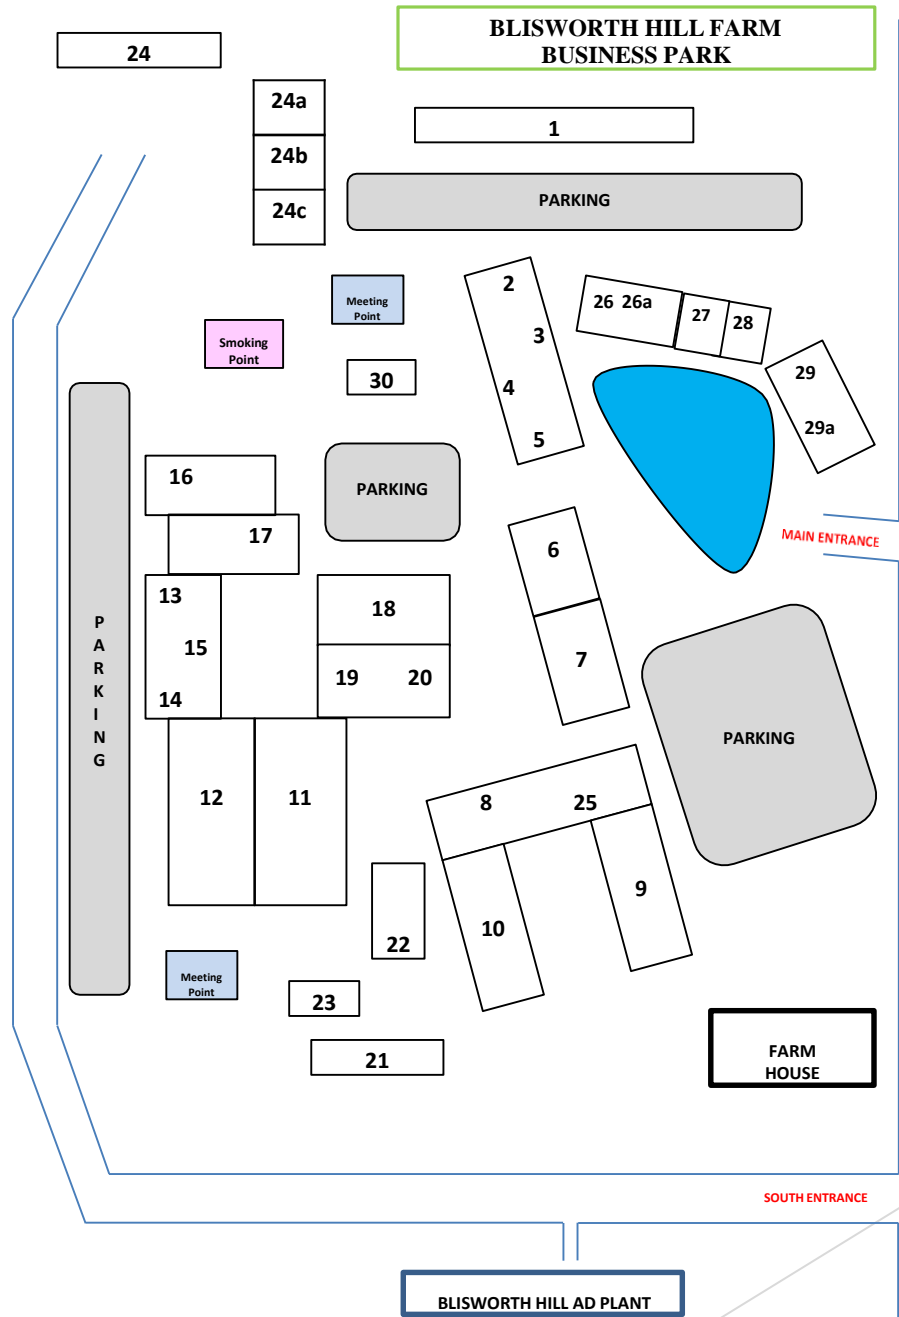 BLISWORTH HILL FARM
BUSINESS PARK
24
24a
1
24b
PARKING
24c
2
Meeting
Point
26 26a
27
28
3
Smoking
Point
29
30
4
29a
5
16
PARKING
17
MAIN ENTRANCE
6
13
18
P
A
R
K
I
N
G
15
7
19
20
14
PARKING
12
11
8
25
9
10
22
Meeting
Point
23
21
FARM
HOUSE
SOUTH ENTRANCE
BLISWORTH HILL AD PLANT